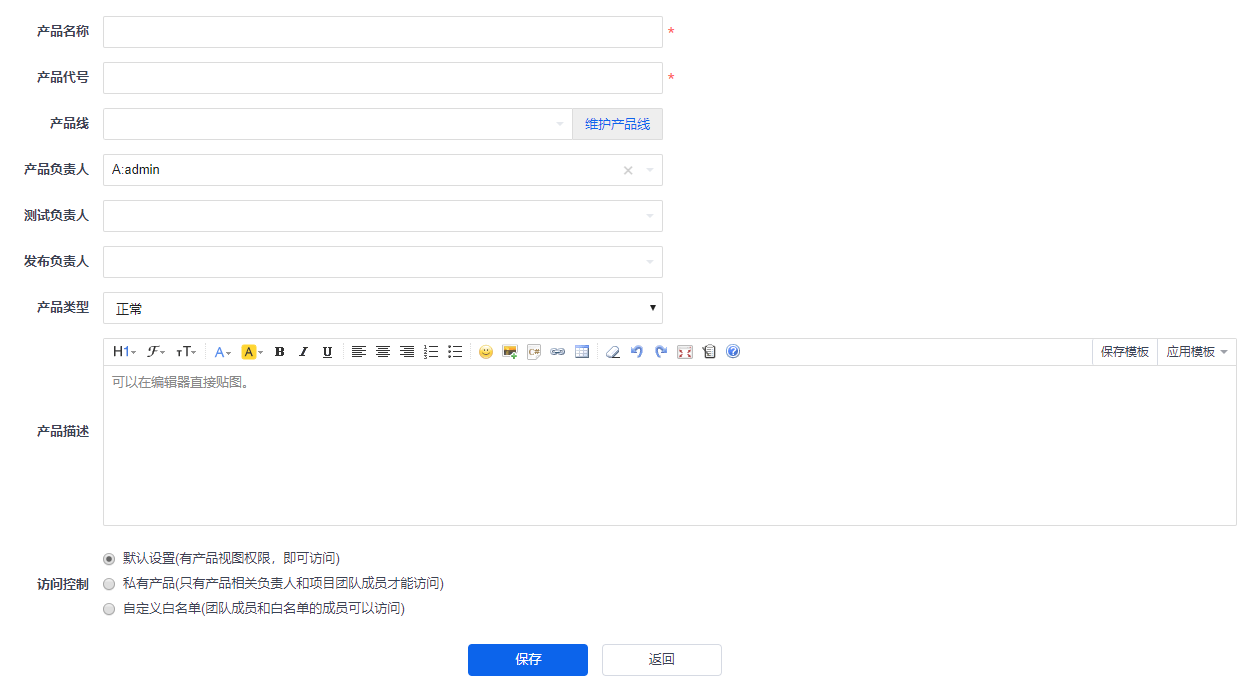 产品名称 *
产品代号 *
产品线 维护产品线
产品负责人 A:admin ×
测试负责人
发布负责人
产品类型 正常
H1 ℱ тT A A B I U C# 保存模板 应用模板
可以在编辑器直接贴图。
产品描述
默认设置(有产品视图权限，即可访问)
访问控制 私有产品(只有产品相关负责人和项目团队成员才能访问)
自定义白名单(团队成员和白名单的成员可以访问)
保存 返回